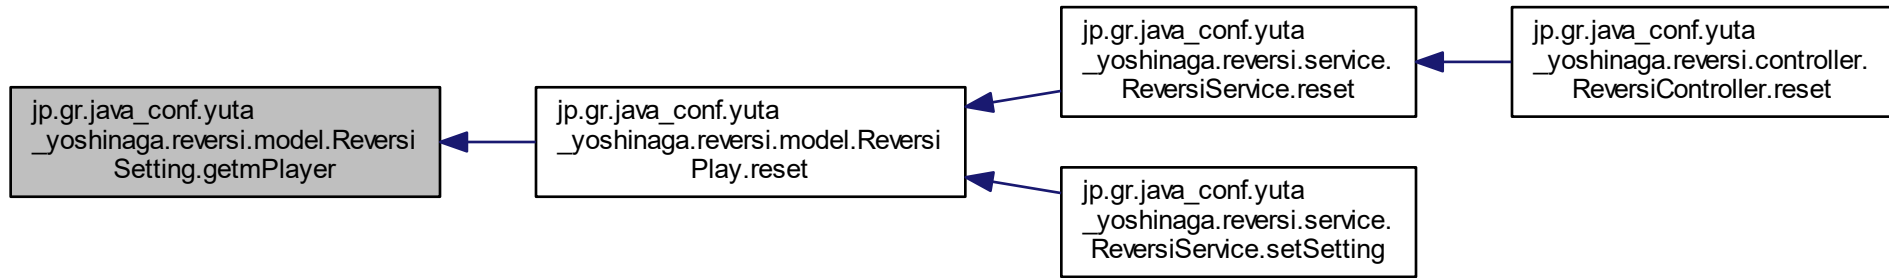 jp.gr.java_conf.yuta
_yoshinaga.reversi.model.Reversi
Setting.getmPlayer
jp.gr.java_conf.yuta
_yoshinaga.reversi.model.Reversi
Play.reset
jp.gr.java_conf.yuta
_yoshinaga.reversi.service.
ReversiService.reset
jp.gr.java_conf.yuta
_yoshinaga.reversi.controller.
ReversiController.reset
jp.gr.java_conf.yuta
_yoshinaga.reversi.service.
ReversiService.setSetting